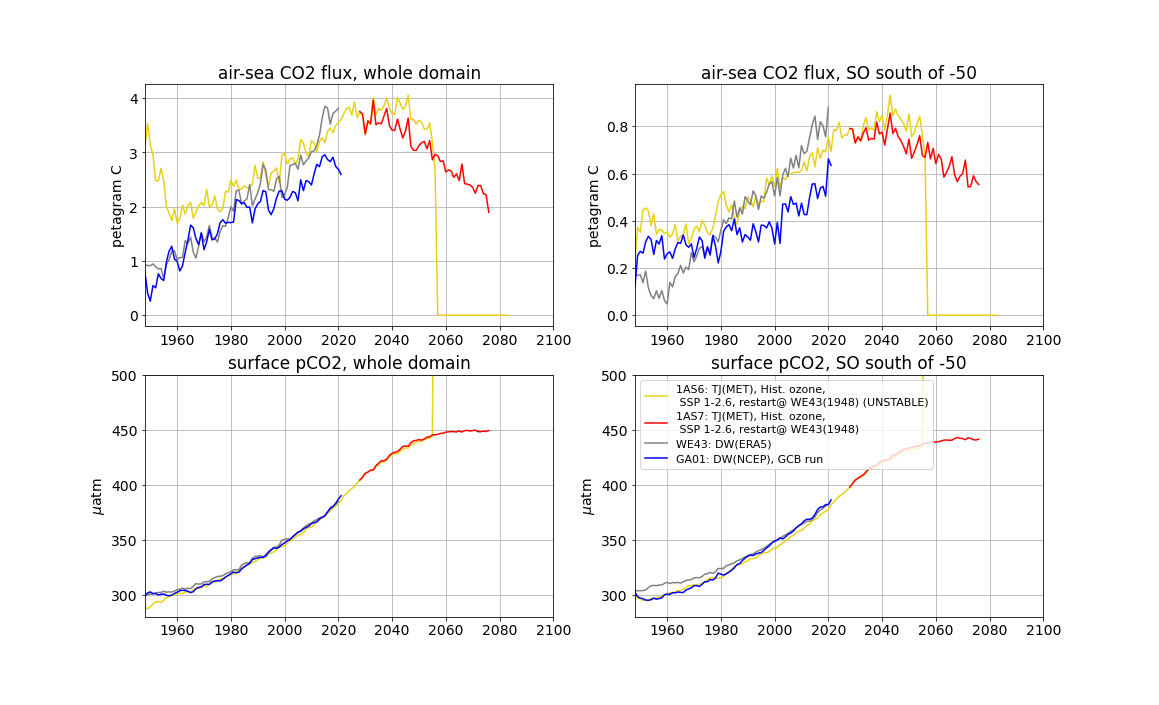 air-sea CO2 flux, whole domain
petagram C
4
3
2
1
0
1960 1980 2000 2020 2040 2060 2080 2100
air-sea CO2 flux, SO south of -50
petagram C
0.8
0.6
0.4
0.2
0.0
1960 1980 2000 2020 2040 2060 2080 2100
surface pCO2, whole domain
μatm
500
450
400
350
300
1960 1980 2000 2020 2040 2060 2080 2100
surface pCO2, SO south of -50
μatm
500
450
400
350
300
1AS6: TJ(MET), Hist. ozone,
SSP 1-2.6, restart@ WE43(1948) (UNSTABLE)
1AS7: TJ(MET), Hist. ozone,
SSP 1-2.6, restart@ WE43(1948)
WE43: DW(ERA5)
GA01: DW(NCEP), GCB run
1960 1980 2000 2020 2040 2060 2080 2100